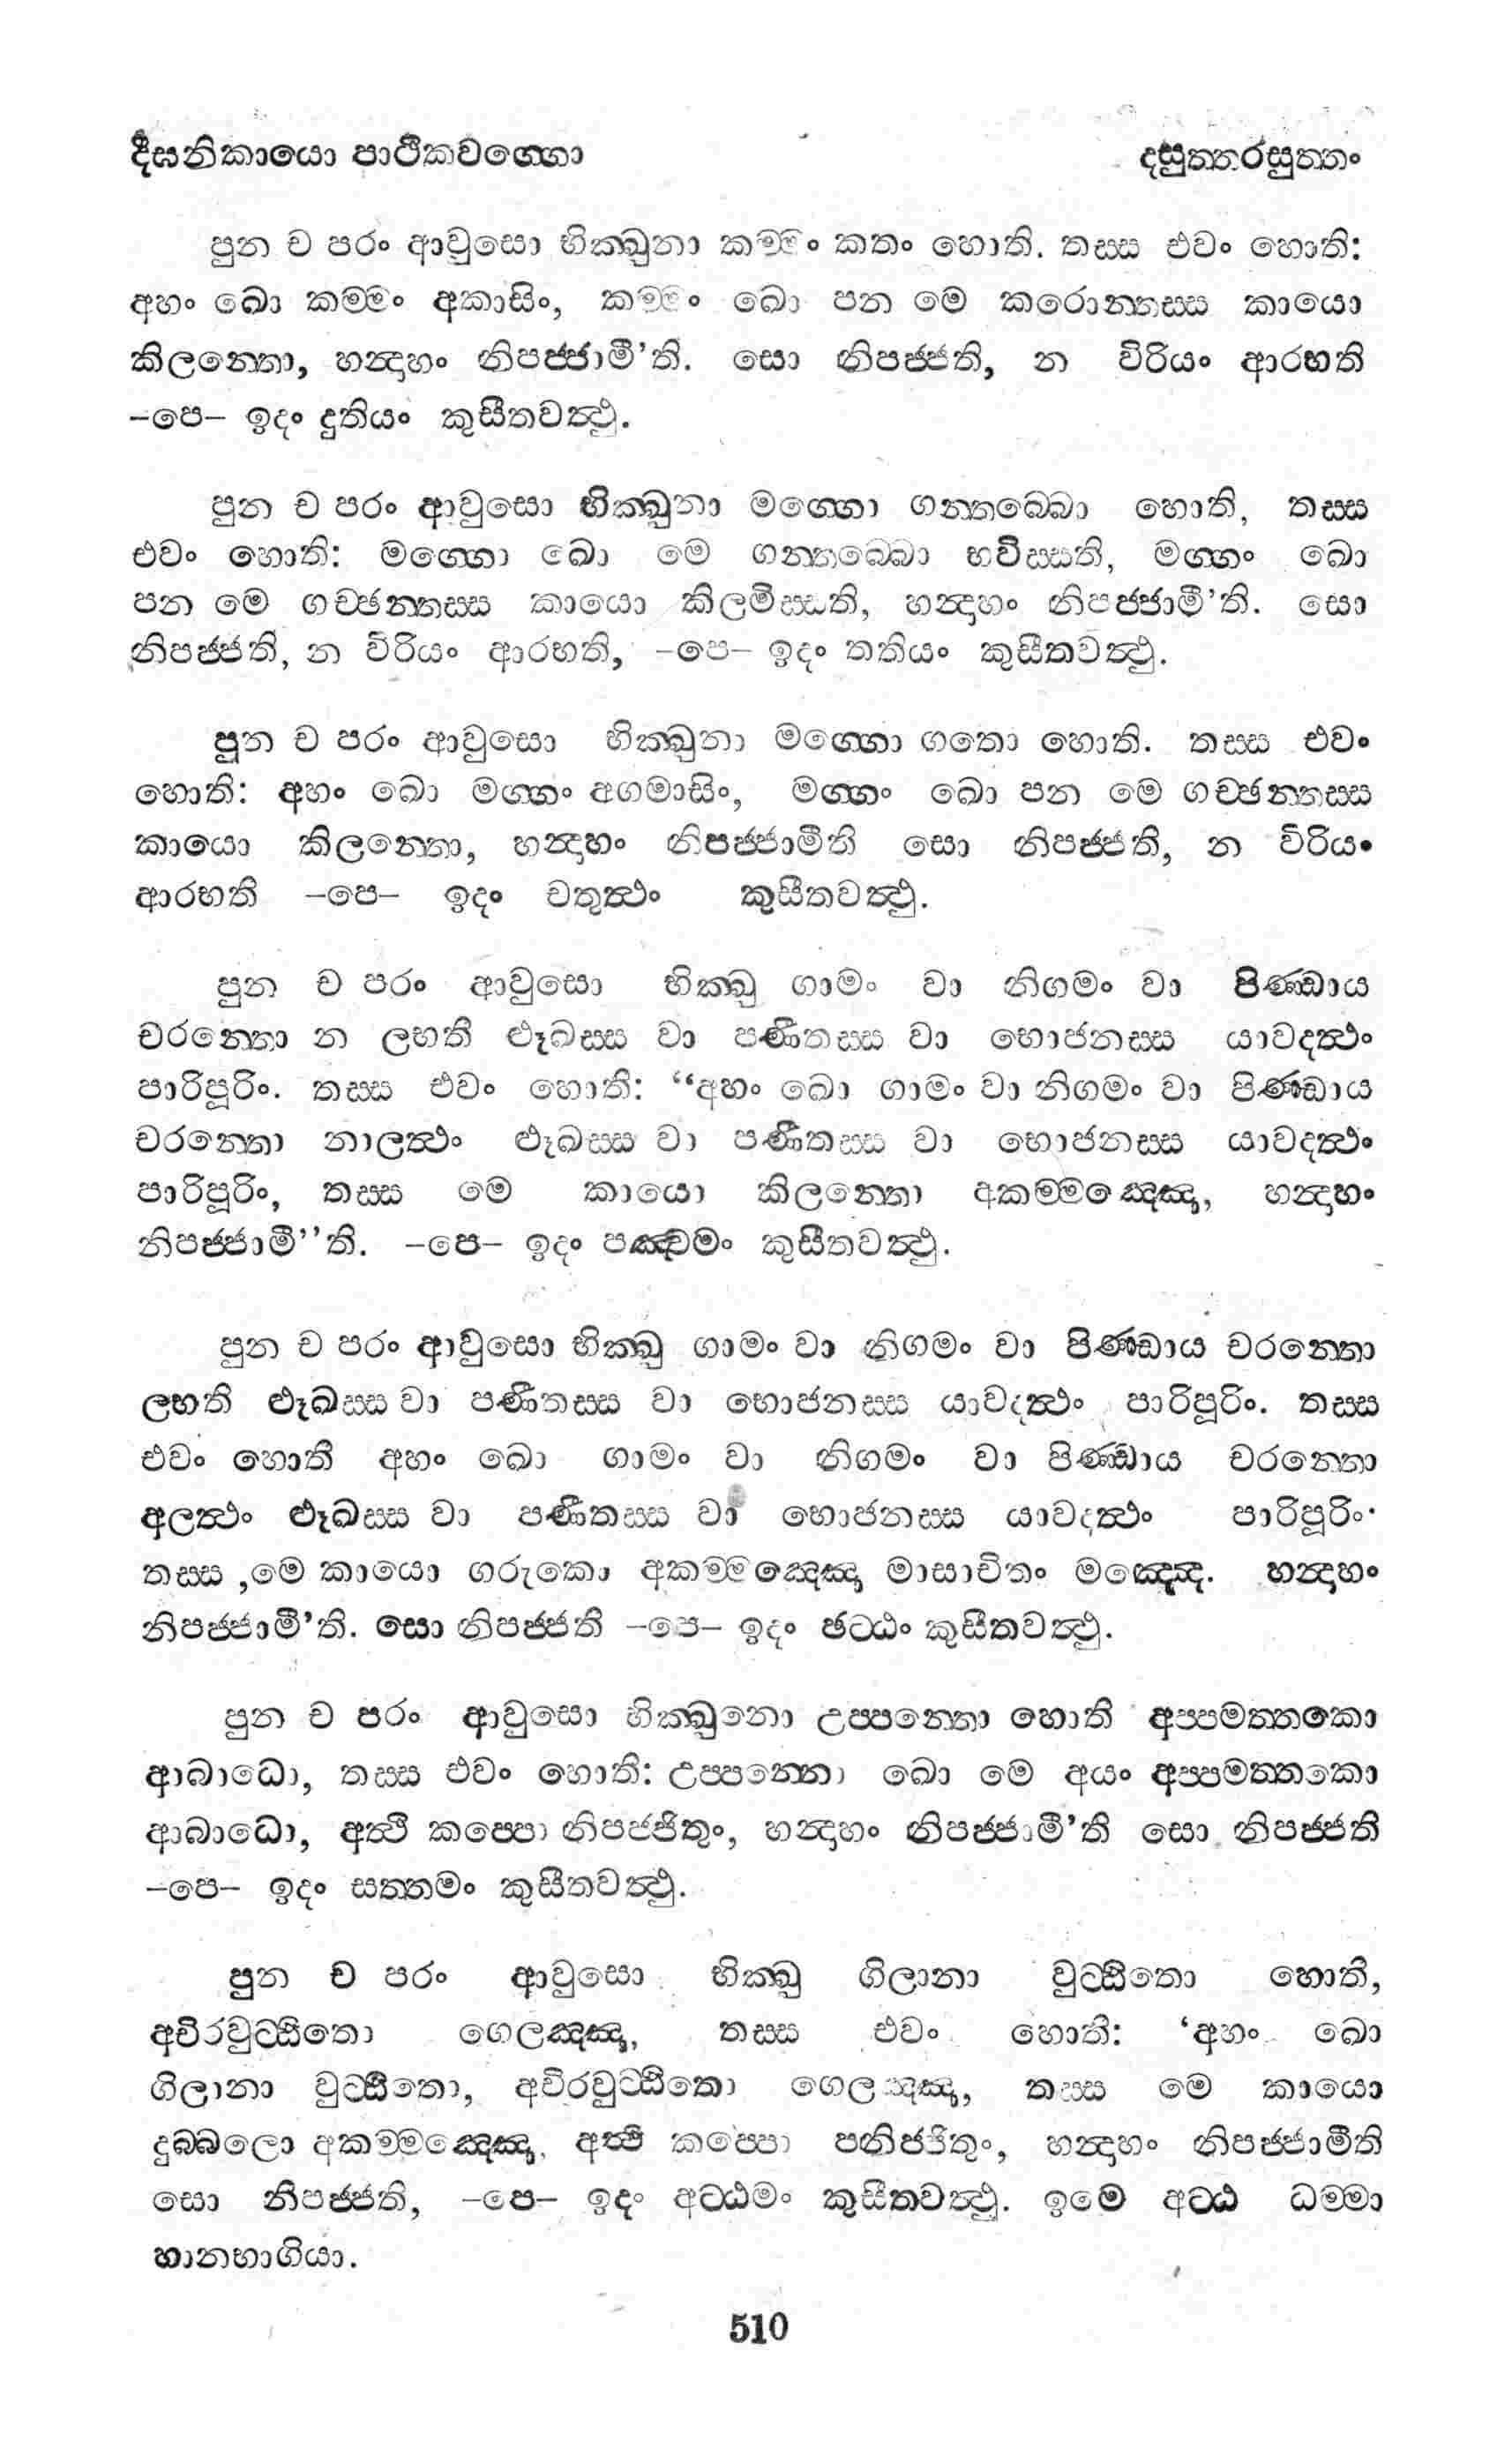 දීඝනිකායො පාථිකවග්ගො දසුත්තරසුත්තං
පුන ච පරං ආවුසො භික්ඛුනා කම්මං කතං හොති. තස්ස එවං හොති:
අහං ඛො කම්මං අකාසිං, කම්මං ඛො පන මෙ කරොන්තස්ස කායො
කිලන්තො, හන්දාහං නිපජ්ජාමී’ති. සො නිපජ්ජති, න විරියං ආරභති
–පෙ– ඉදං දුතියං කුසීතවත්ථු.
පුන ච පරං ආවුසො භික්ඛුනා මග්ගො ගන්තබ්බො හොති, තස්ස
එවං හොති: මග්ගො ඛො මෙ ගන්තබ්බො භවිස්සති, මග්ගං ඛො
පන මෙ ගච්ඡන්තස්ස කායො කිලමිස්සති, හන්දාහං නිපජ්ජාමී’ති. සො
නිපජ්ජති, න විරියං ආරභති, –පෙ– ඉදං තතියං කුසීතවත්ථු.
පුන ච පරං ආවුසො භික්ඛුනා මග්ගො ගතො හොති. තස්ස එවං
හොති: අහං ඛො මග්ගං අගමාසිං, මග්ගං ඛො පන මෙ ගච්ඡන්තස්ස
කායො කිලන්තො, හන්දාහං නිපජ්ජාමීති සො නිපජ්ජති, න විරියං
ආරභති –පෙ– ඉදං චතුත්ථං කුසීතවත්ථු.
පුන ච පරං ආවුසො භික්ඛු ගාමං වා නිගමං වා පිණ්ඩාය
චරන්තො න ලභති ළූඛස්ස වා පණීතස්ස වා භොජනස්ස යාවදත්ථං
පාරිපූරිං. තස්ස එවං හොති: “අහං ඛො ගාමං වා නිගමං වා පිණ්ඩාය
චරන්තො නාලත්ථං ළූඛස්ස වා පණීතස්ස වා භොජනස්ස යාවදත්ථං
පාරිපූරිං, තස්ස මෙ කායො කිලන්තො අකම්මඤ්ඤො, හන්දාහං
නිපජ්ජාමී”ති. –පෙ– ඉදං පඤ්චමං කුසීතවත්ථු.
පුන ච පරං ආවුසො භික්ඛු ගාමං වා නිගමං වා පිණ්ඩාය චරන්තො
ලභති ළූඛස්ස වා පණීතස්ස වා භොජනස්ස යාවදත්ථං පාරිපූරිං. තස්ස
එවං හොති අහං ඛො ගාමං වා නිගමං වා පිණ්ඩාය චරන්තො
අලත්ථං ළූඛස්ස වා පණීතස්ස වා භොජනස්ස යාවදත්ථං පාරිපූරිං.
තස්ස ,මෙ කායො ගරුකො අකම්මඤ්ඤො මාසාචිතං මඤ්ඤෙ. හන්දාහං
නිපජ්ජාමී’ති. සො නිපජ්ජති –පෙ– ඉදං ඡට්ඨං කුසීතවත්ථු.
පුන ච පරං ආවුසො භික්ඛුනො උප්පන්නො හොති අප්පමත්තකො
ආබාධො, තස්ස එවං හොති: උප්පන්නො ඛො මෙ අයං අප්පමත්තකො
ආබාධො, අත්ථි කප්පො නිපජ්ජිතුං, හන්දාහං නිපජ්ජාමී’ති සො නිපජ්ජති
–පෙ– ඉදං සත්තමං කුසීතවත්ථු.
පුන ච පරං ආවුසො භික්ඛු ගිලානා වුට්ඨිතො හොති,
අචිරවුට්ඨිතො ගෙලඤ්ඤා, තස්ස එවං හොති: ‘අහං ඛො
ගිලානා වුට්ඨිතො, අචිරවුට්ඨිතො ගෙලඤ්ඤා, තස්ස මෙ කායො
දුබ්බලො අකම්මඤ්ඤො, අත්ථි කප්පො පනිජ්ජිතුං, හන්දාහං නිපජ්ජාමීති
සො නිපජ්ජති, –පෙ– ඉදං අට්ඨමං කුසීතවත්ථු. ඉමෙ අට්ඨ ධම්මා
හානභාගියා.
510